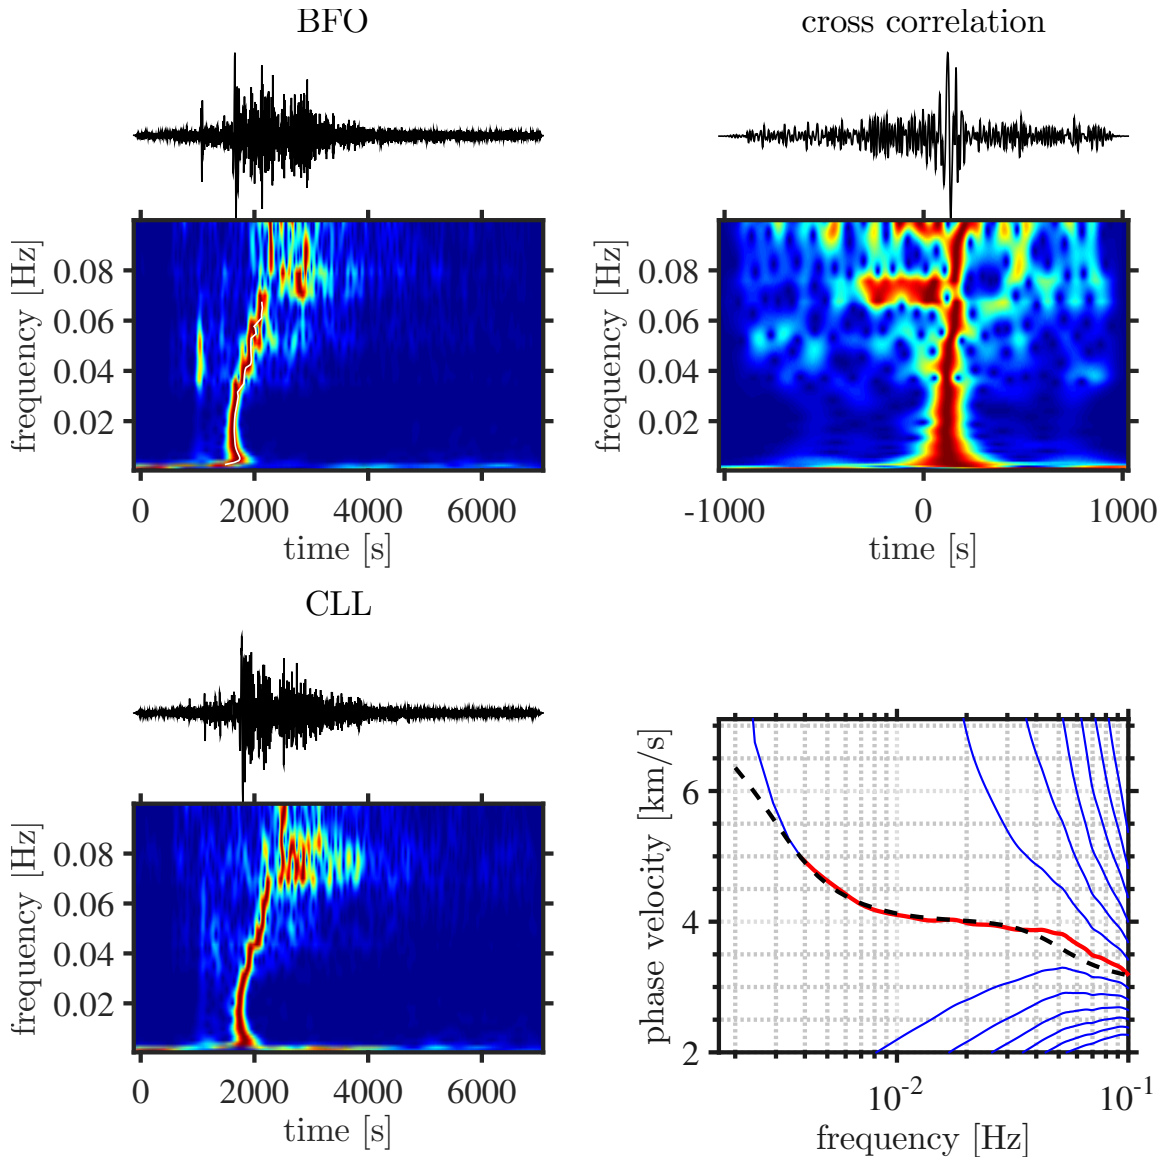 BFO
frequency [Hz]
0.08
0.06
0.04
0.02
0 2000 4000 6000
time [s]
cross correlation
frequency [Hz]
0.08
0.06
0.04
0.02
-1000 0 1000
time [s]
CLL
frequency [Hz]
0.08
0.06
0.04
0.02
0 2000 4000 6000
time [s]
phase velocity [km/s]
6
4
2
10^-2 10^-1
frequency [Hz]